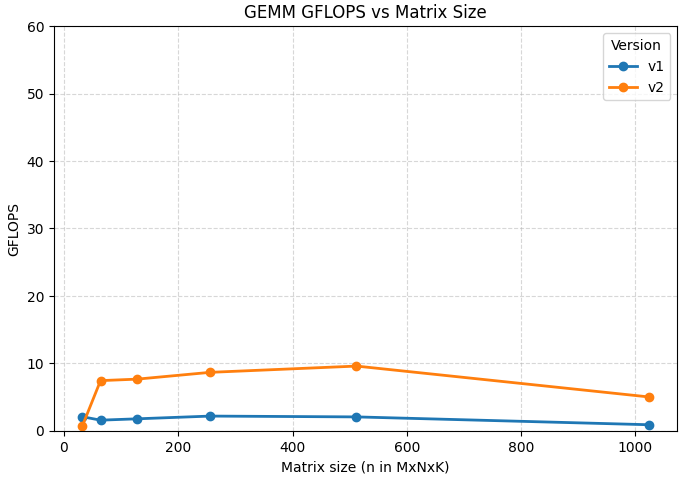 GEMM GFLOPS vs Matrix Size
60
50
40
30
20
10
0
GFLOPS
Version
v1
v2
0 200 400 600 800 1000
Matrix size (n in MxNxK)